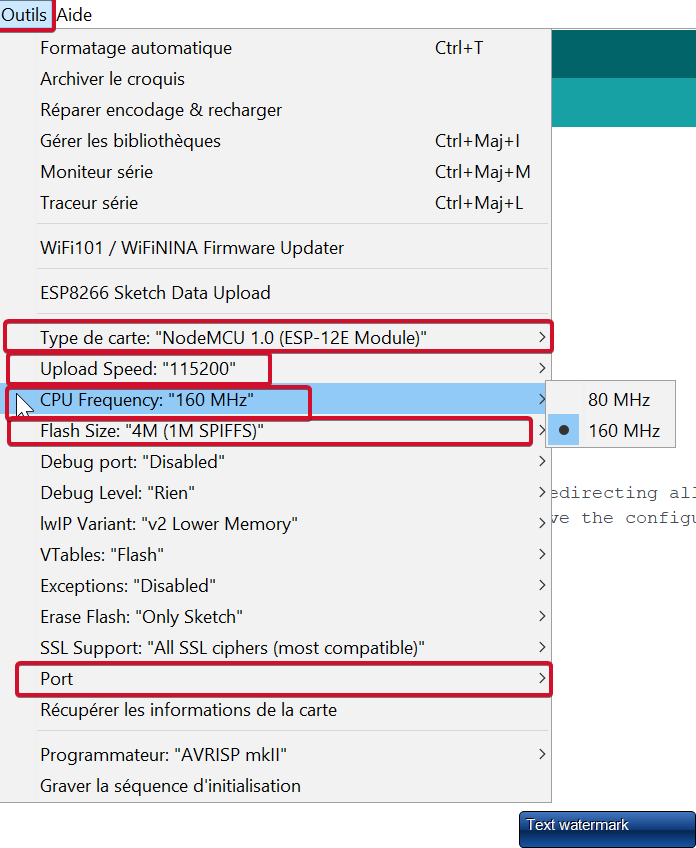 Outils Aide
Formatage automatique Ctrl+T
Archiver le croquis
Réparer encodage & recharger
Gérer les bibliothèques Ctrl+Maj+I
Moniteur série Ctrl+Maj+M
Traceur série Ctrl+Maj+L
WiFi101 / WiFiNINA Firmware Updater
ESP8266 Sketch Data Upload
Type de carte: "NodeMCU 1.0 (ESP-12E Module)"
Upload Speed: "115200"
CPU Frequency: "160 MHz" 80 MHz
Flash Size: "4M (1M SPIFFS)" 160 MHz
Debug port: "Disabled"
Debug Level: "Rien" edirecting all
lwIP Variant: "v2 Lower Memory" ve the configu
VTables: "Flash"
Exceptions: "Disabled"
Erase Flash: "Only Sketch"
SSL Support: "All SSL ciphers (most compatible)"
Port
Récupérer les informations de la carte
Programmateur: "AVRISP mkII"
Graver la séquence d'initialisation
Text watermark